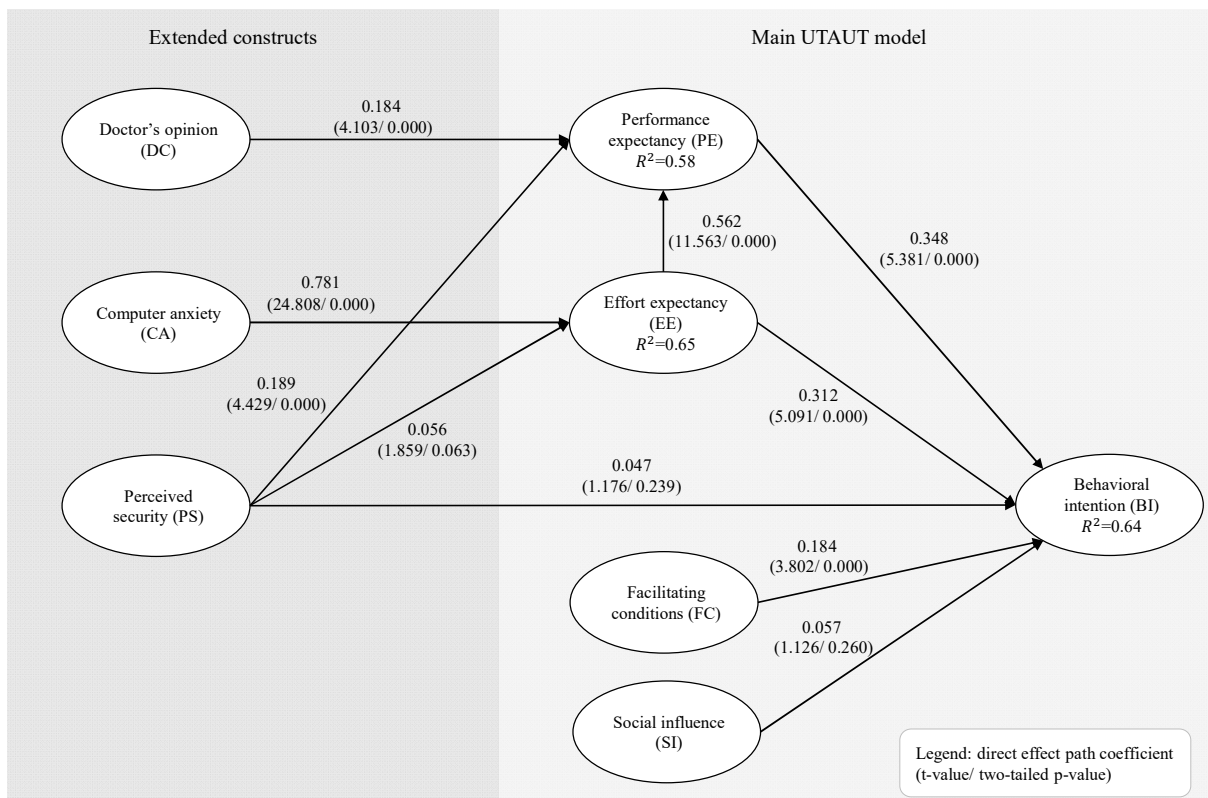 Extended constructs
Main UTAUT model
Doctor's opinion
(DC)
0.184
(4.103/ 0.000)
Performance
expectancy (PE)
R²=0.58
0.562
(11.563/ 0.000)
0.348
(5.381/ 0.000)
Computer anxiety
(CA)
0.781
(24.808/ 0.000)
Effort expectancy
(EE)
R²=0.65
0.189
(4.429/ 0.000)
0.056
(1.859/ 0.063)
0.312
(5.091/ 0.000)
Perceived
security (PS)
0.047
(1.176/ 0.239)
Behavioral
intention (BI)
R²=0.64
Facilitating
conditions (FC)
0.184
(3.802/ 0.000)
0.057
(1.126/ 0.260)
Social influence
(SI)
Legend: direct effect path coefficient
(t-value/ two-tailed p-value)